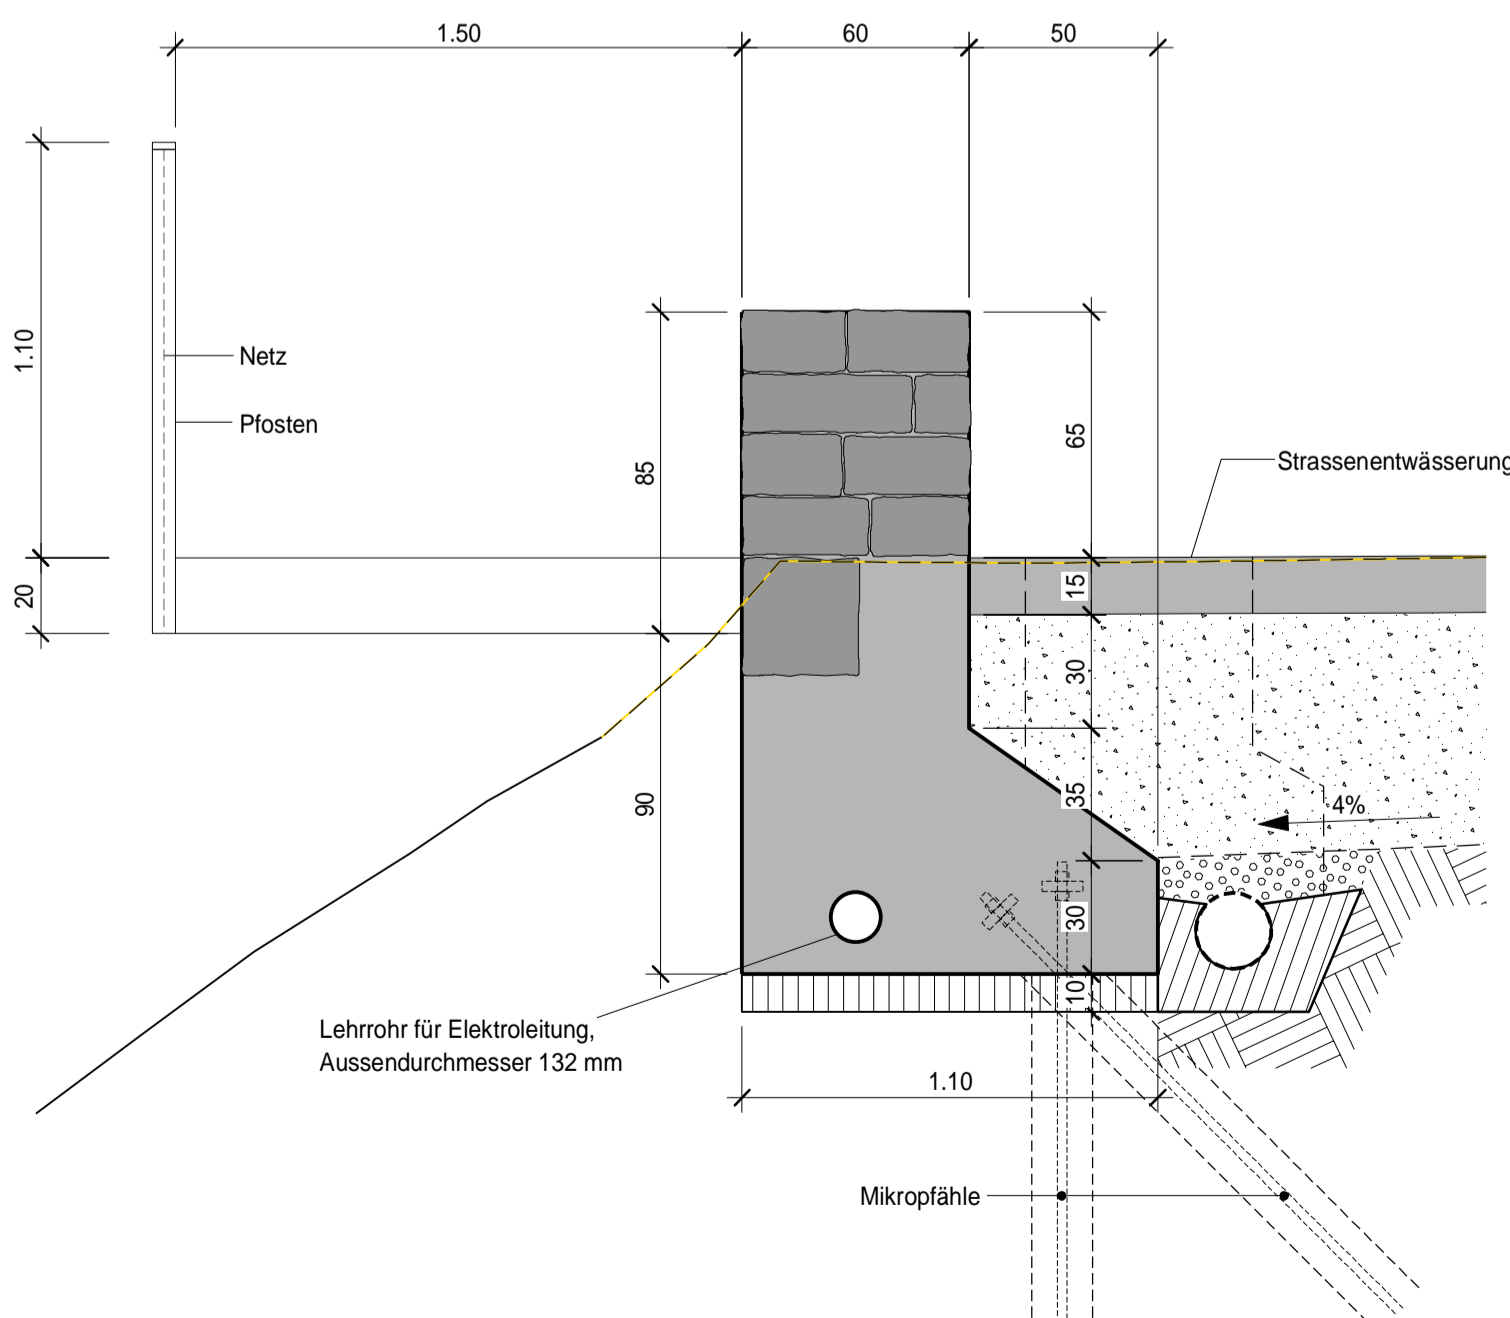 1.50
60
50
1.10
Netz
Pfosten
85
65
Strassenentwässerung
20
15
30
90
35
4%
30
10
Lehrrohr für Elektroleitung,
Aussendurchmesser 132 mm
1.10
Mikropfähle